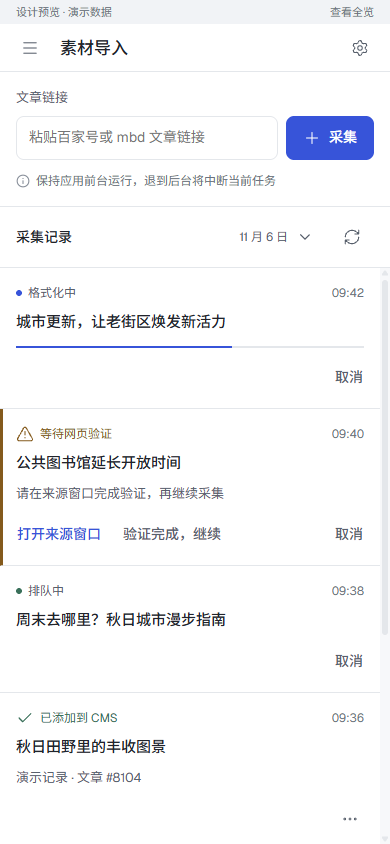 设计预览 · 演示数据 查看全览
素材导入
文章链接
粘贴百家号或 mbd 文章链接 采集
保持应用前台运行，退到后台将中断当前任务
采集记录 11 月 6 日
格式化中 09:42
城市更新，让老街区焕发新活力
取消
等待网页验证 09:40
公共图书馆延长开放时间
请在来源窗口完成验证，再继续采集
打开来源窗口 验证完成，继续 取消
排队中 09:38
周末去哪里？秋日城市漫步指南
取消
已添加到 CMS 09:36
秋日田野里的丰收图景
演示记录 · 文章 #8104